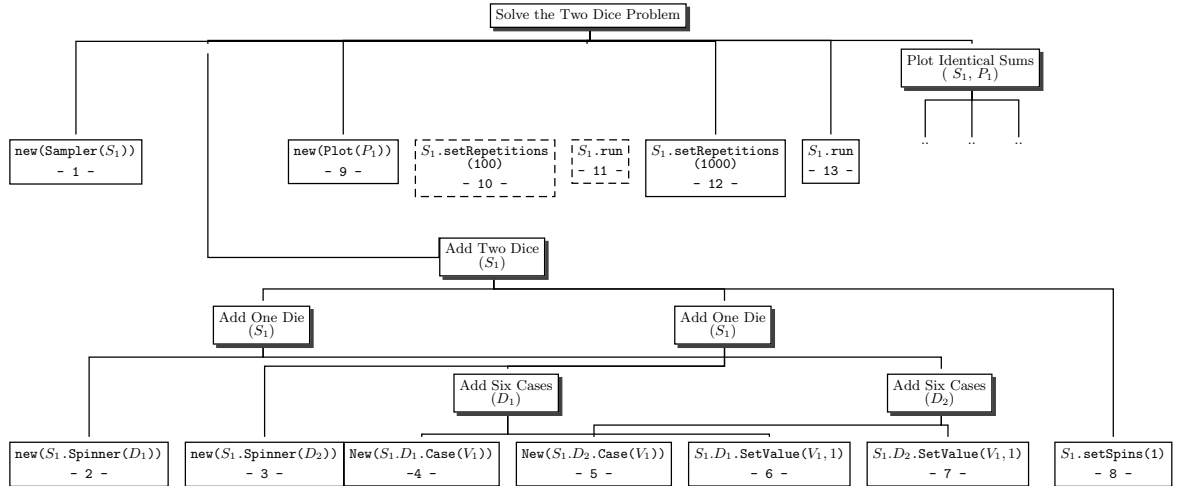 Solve the Two Dice Problem
Plot Identical Sums
( S₁, P₁)
.. .. ..
new(Sampler(S₁))
- 1 -
new(Plot(P₁))
- 9 -
S₁.setRepetitions
(100)
- 10 -
S₁.run
- 11 -
S₁.setRepetitions
(1000)
- 12 -
S₁.run
- 13 -
Add Two Dice
(S₁)
Add One Die
(S₁)
Add One Die
(S₁)
Add Six Cases
(D₁)
Add Six Cases
(D₂)
new(S₁.Spinner(D₁))
- 2 -
new(S₁.Spinner(D₂))
- 3 -
New(S₁.D₁.Case(V₁))
-4 -
New(S₁.D₂.Case(V₁))
- 5 -
S₁.D₁.SetValue(V₁, 1)
- 6 -
S₁.D₂.SetValue(V₁, 1)
- 7 -
S₁.setSpins(1)
- 8 -